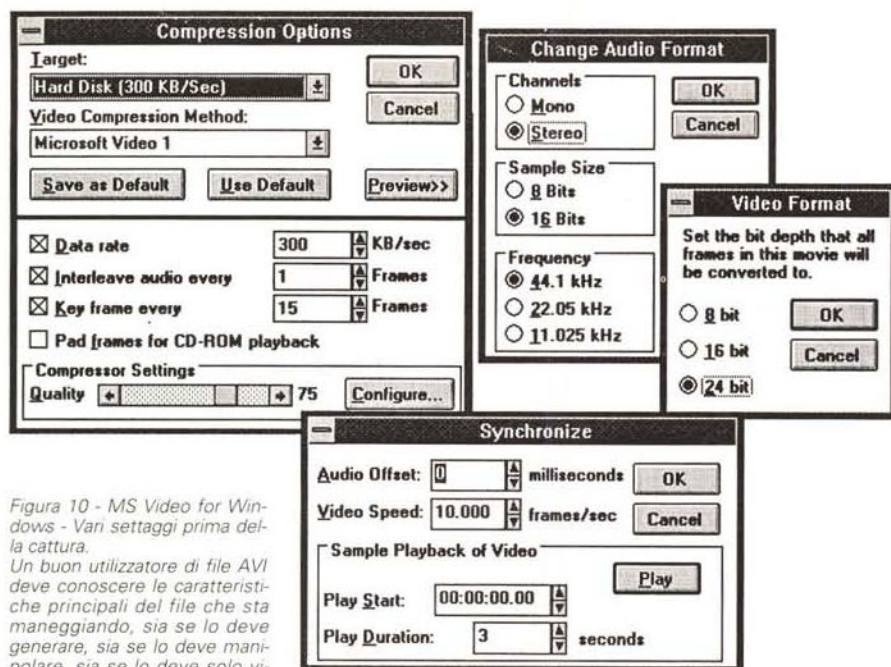 Compression Options
Target:
Hard Disk (300 KB/Sec)
Video Compression Method:
Microsoft Video 1
OK
Cancel
Save as Default
Use Default
Preview>>
Data rate
300
KB/sec
Interleave audio every
1
Frames
Key frame every
15
Frames
Pad frames for CD-ROM playback
Compressor Settings
Quality
75
Configure...
Change Audio Format
Channels
Mono
Stereo
OK
Cancel
Sample Size
8 Bits
16 Bits
Frequency
44.1 kHz
22.05 kHz
11.025 kHz
Video Format
Set the bit depth that all
frames in this movie will
be converted to.
8 bit
16 bit
24 bit
OK
Cancel
Synchronize
Audio Offset:
0
milliseconds
OK
Video Speed:
10.000
frames/sec
Cancel
Sample Playback of Video
Play
Play Start:
00:00:00.00
Play Duration:
3
seconds
Figura 10 - MS Video for Win-
dows - Vari settaggi prima del-
la cattura.
Un buon utilizzatore di file AVI
deve conoscere le caratteristi-
che principali del file che sta
maneggiando, sia se lo deve
generare, sia se lo deve mani-
polare, sia se lo deve solo vi-